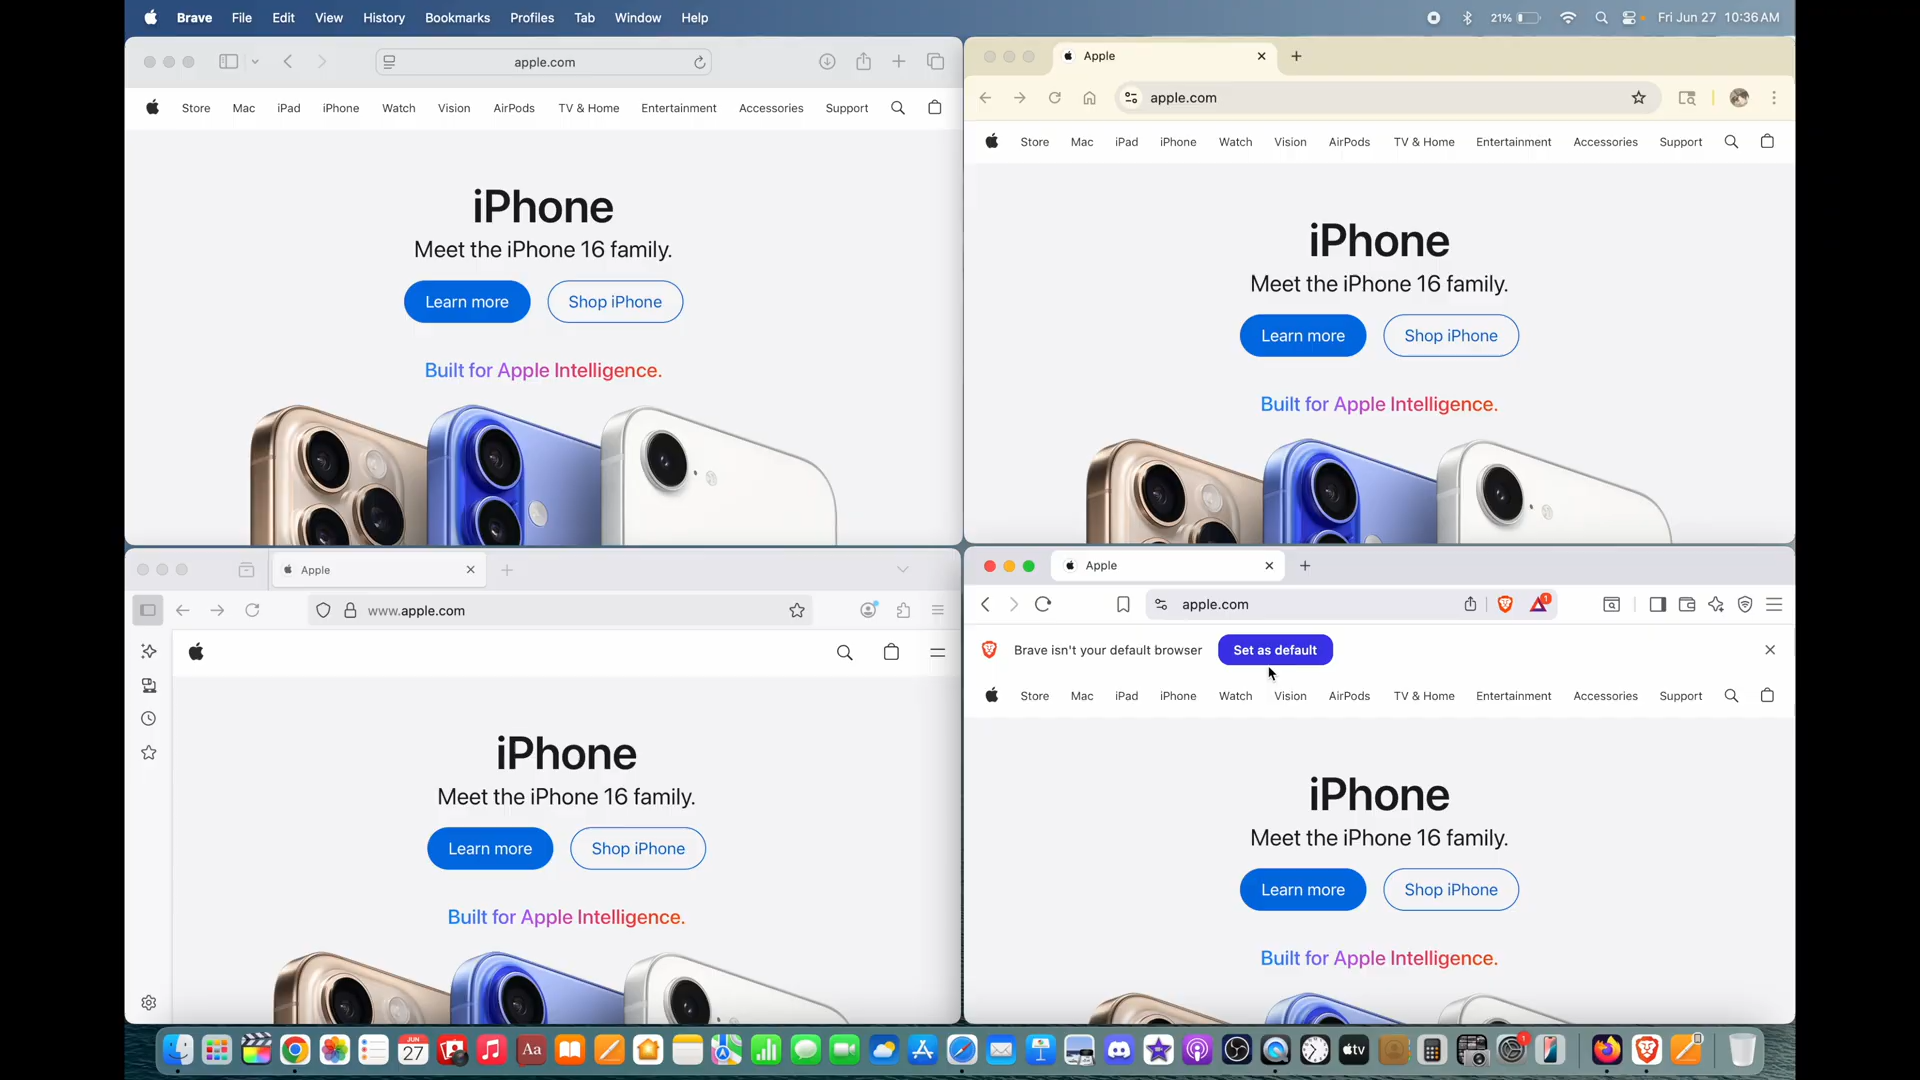 Brave File Edit View History Bookmarks Profiles Tab Window Help 21% Fri Jun 27 10:36 AM
apple.com
Store Mac iPad iPhone Watch Vision AirPods TV & Home Entertainment Accessories Support
iPhone
Meet the iPhone 16 family.
Learn more Shop iPhone
Built for Apple Intelligence.
Apple
apple.com
Store Mac iPad iPhone Watch Vision AirPods TV & Home Entertainment Accessories Support
iPhone
Meet the iPhone 16 family.
Learn more Shop iPhone
Built for Apple Intelligence.
Apple
www.apple.com
iPhone
Meet the iPhone 16 family.
Learn more Shop iPhone
Built for Apple Intelligence.
Apple
apple.com 1
Brave isn't your default browser Set as default
Store Mac iPad iPhone Watch Vision AirPods TV & Home Entertainment Accessories Support
iPhone
Meet the iPhone 16 family.
Learn more Shop iPhone
Built for Apple Intelligence.
JUN
27 Aa tv 1